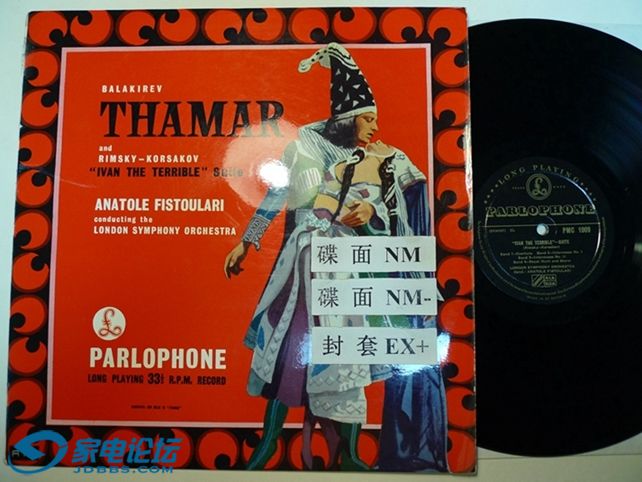 BALAKIREV
THAMAR
and
RIMSKY-KORSAKOV
"IVAN THE TERRIBLE" Suite
ANATOLE FISTOULARI
conducting the
LONDON SYMPHONY ORCHESTRA
碟面 NM
碟面 NM-
封套 EX+
£
PARLOPHONE
LONG PLAYING 33⅓ R.P.M. RECORD
家电论坛
JDBBS.COM
LONG PLAYING
PARLOPHONE
PMC 1009
"IVAN THE TERRIBLE"—SUITE
(Rimsky-Korsakov)
LONDON SYMPHONY ORCHESTRA